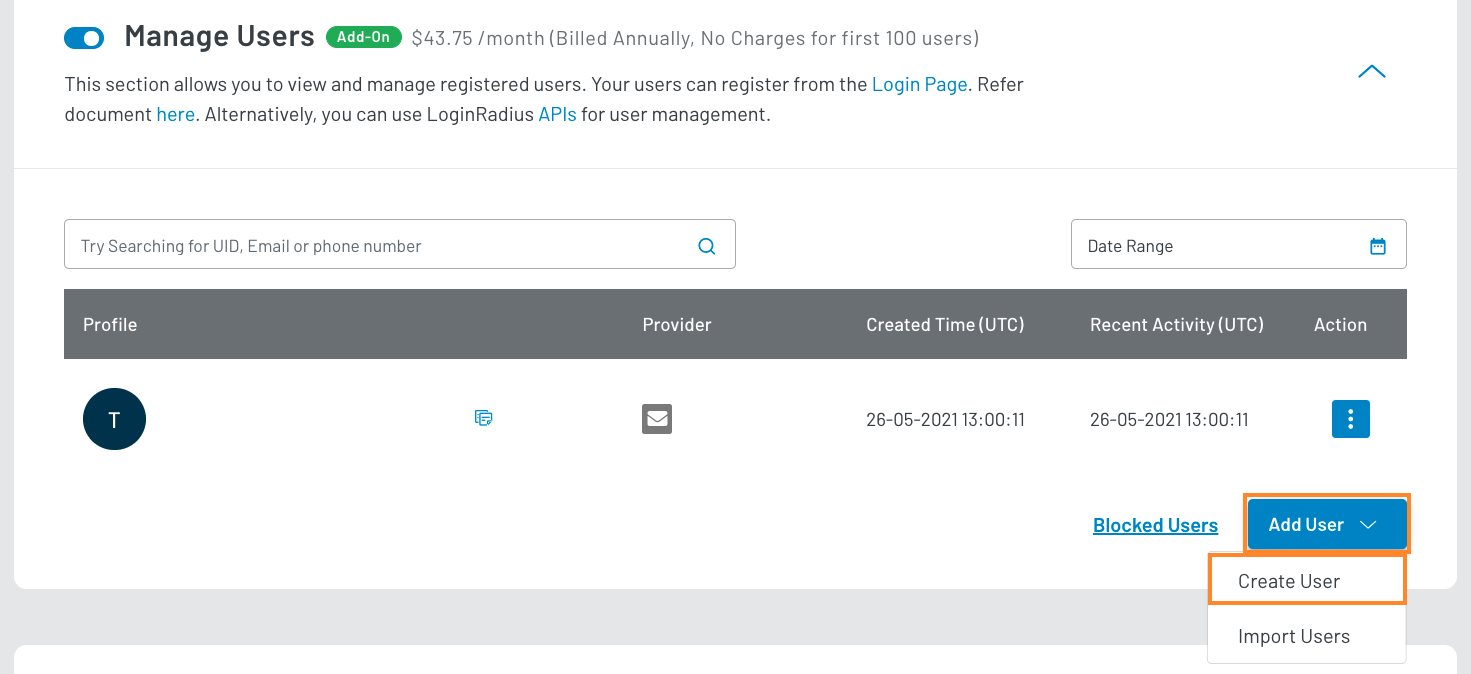 Manage Users Add-On $43.75 /month (Billed Annually, No Charges for first 100 users)
This section allows you to view and manage registered users. Your users can register from the Login Page. Refer
document here. Alternatively, you can use LoginRadius APIs for user management.
Try Searching for UID, Email or phone number
Date Range
Profile Provider Created Time (UTC) Recent Activity (UTC) Action
T 26-05-2021 13:00:11 26-05-2021 13:00:11
Blocked Users Add User
Create User
Import Users